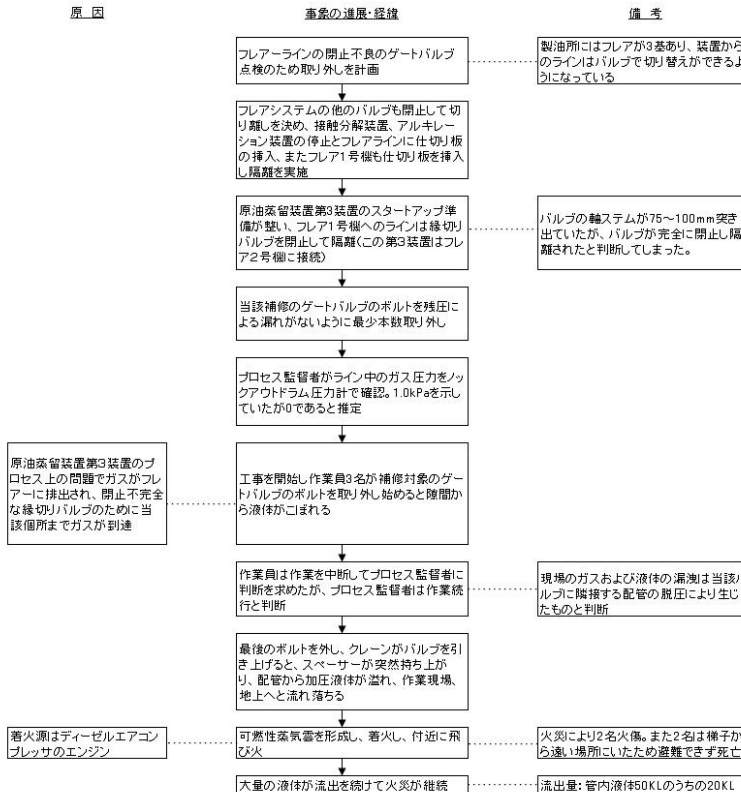 原 因
事象の進展・経緯
備 考
フレアーラインの閉止不良のゲートバルブ
点検のため取り外しを計画
製油所にはフレアが3基あり、装置から
のラインはバルブで切り替えができるよ
うになっている
フレアシステムの他のバルブも閉止して切
り離しを決め、接触分解装置、アルキレー
ション装置の停止とフレアラインに仕切り板
の挿入、またフレア1号機も仕切り板を挿入
し隔離を実施
原油蒸留装置第3装置のスタートアップ準
備が整い、フレア1号機へのラインは縁切り
バルブを閉止して隔離(この第3装置はフレ
ア2号機に接続)
バルブの軸ステムが75～100mm突き
出ていたが、バルブが完全に閉止し隔
離されたと判断してしまった。
当該補修のゲートバルブのボルトを残圧に
よる漏れがないように最少本数取り外し
プロセス監督者がライン中のガス圧力をノッ
クアウトドラム圧力計で確認。1.0kPaを示し
ていたが0であると推定
原油蒸留装置第3装置のプ
ロセス上の問題でガスがフレ
アーに排出され、閉止不完全
な縁切りバルブのために当
該個所までガスが到達
工事を開始し作業員3名が補修対象のゲー
トバルブのボルトを取り外し始めると隙間か
ら液体がこぼれる
作業員は作業を中断してプロセス監督者に
判断を求めたが、プロセス監督者は作業続
行と判断
現場のガスおよび液体の漏洩は当該バ
ルブに隣接する配管の脱圧により生じ
たものと判断
最後のボルトを外し、クレーンがバルブを引
き上げると、スペーサーが突然持ち上が
り、配管から加圧液体が溢れ、作業現場、
地上へと流れ落ちる
着火源はディーゼルエアコン
プレッサのエンジン
可燃性蒸気雲を形成し、着火し、付近に飛
び火
火災により2名火傷。また2名は梯子か
ら遠い場所にいたため避難できず死亡
大量の液体が流出を続けて火災が継続
流出量：管内液体50KLのうちの20KL